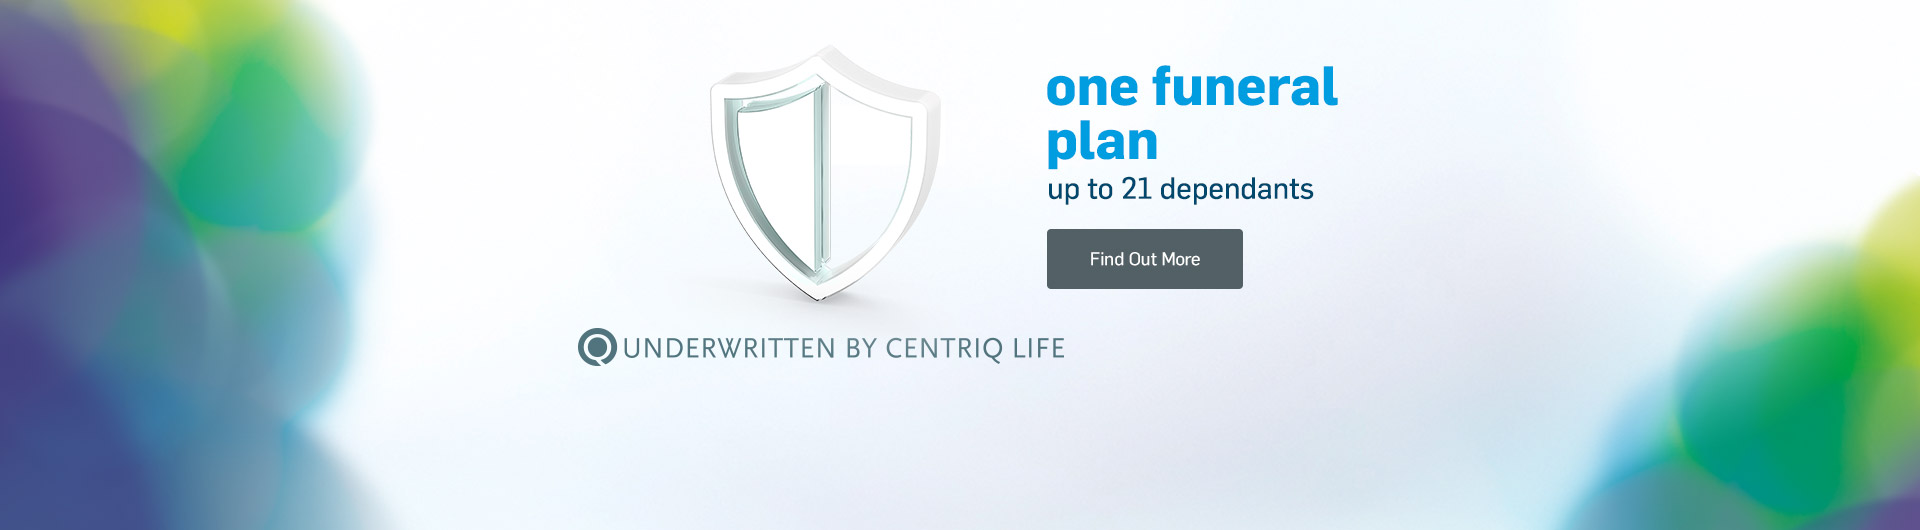 one funeral
plan
up to 21 dependants
Find Out More
UNDERWRITTEN BY CENTRIQ LIFE